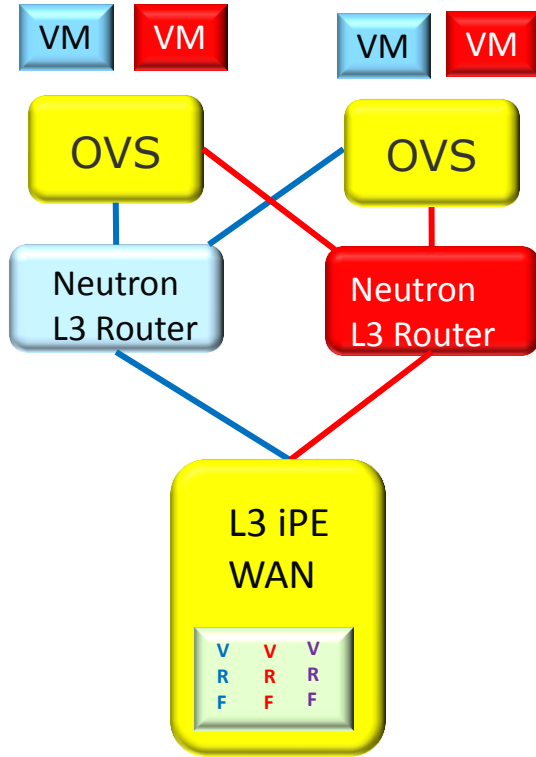 VM VM VM VM
OVS OVS
Neutron
L3 Router
Neutron
L3 Router
L3 iPE
WAN
V V V
R R R
F F F